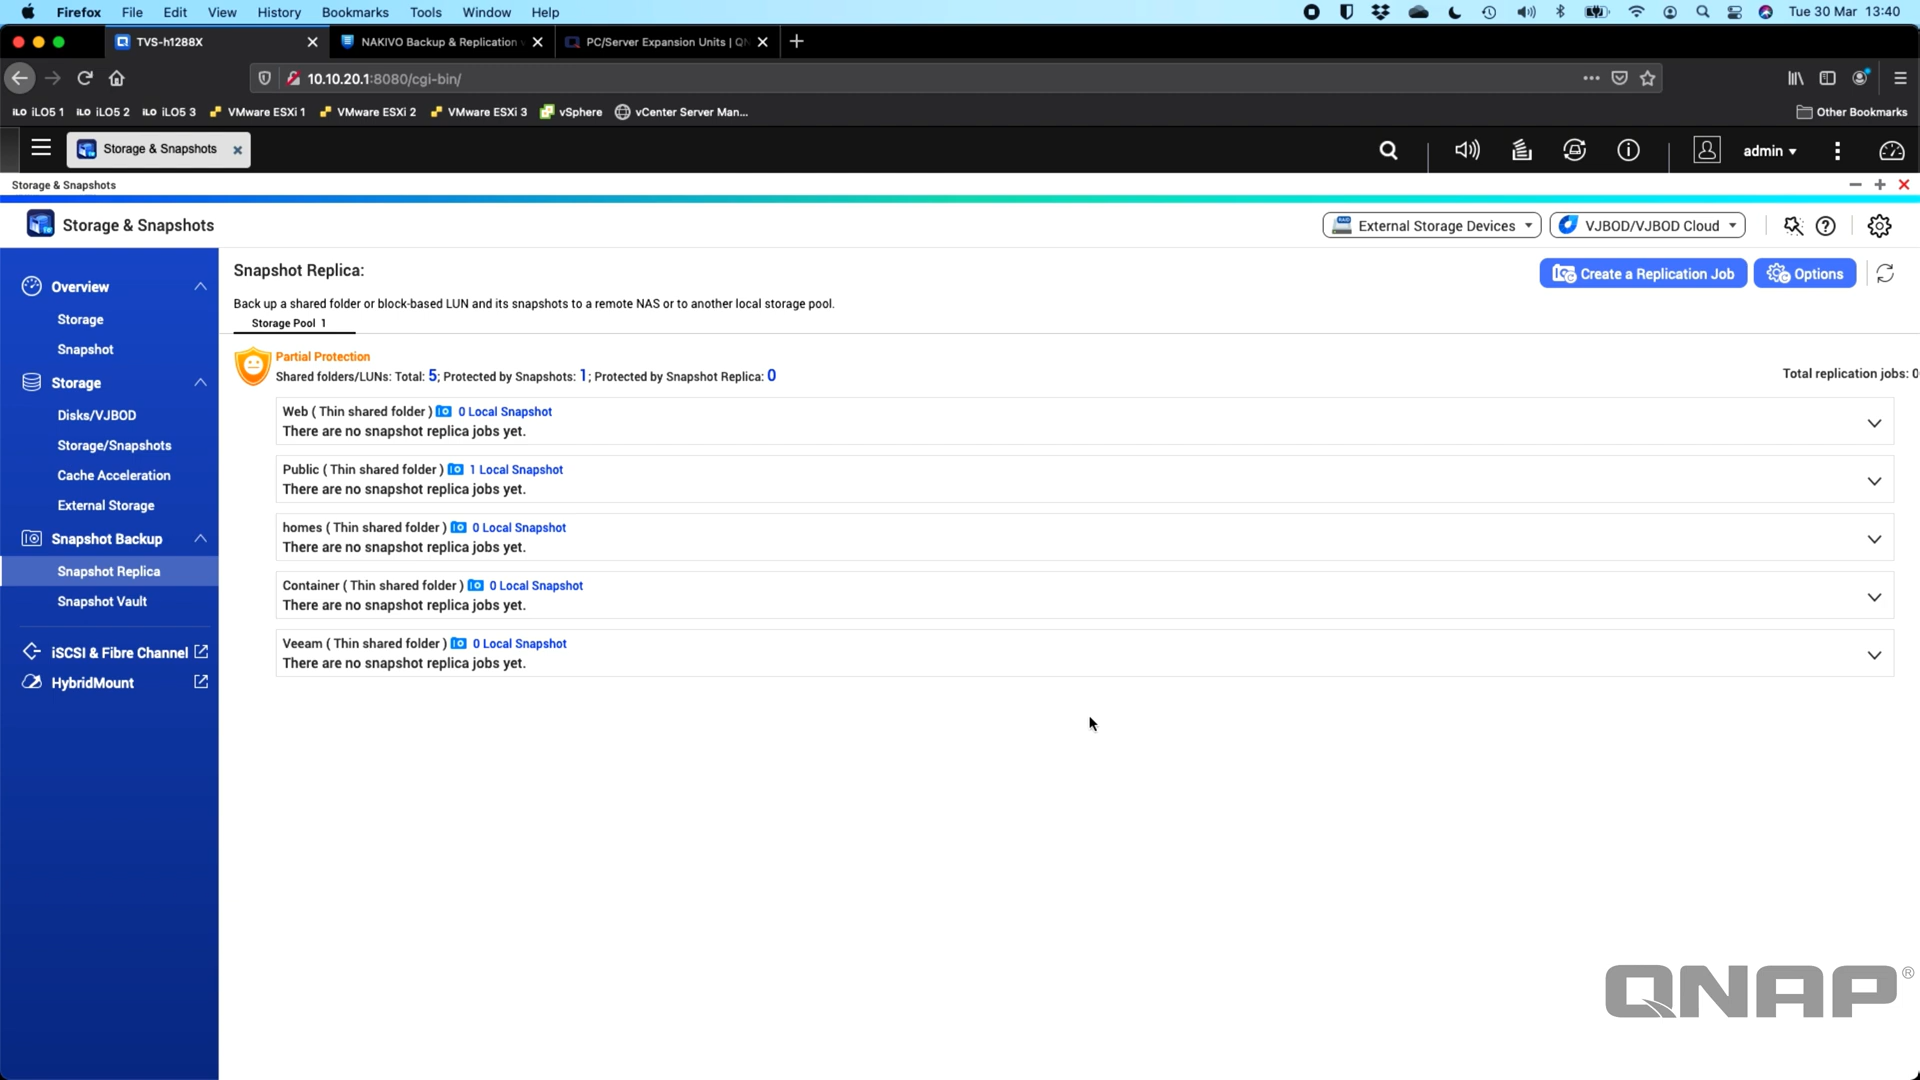 Firefox File Edit View History Bookmarks Tools Window Help Tue 30 Mar 13:40
TVS-h1288X NAKIVO Backup & Replication PC/Server Expansion Units | QN
10.10.20.1:8080/cgi-bin/
iLO iLO5 1 iLO iLO5 2 iLO iLO5 3 VMware ESXi 1 VMware ESXi 2 VMware ESXi 3 vSphere vCenter Server Man... Other Bookmarks
Storage & Snapshots admin
Storage & Snapshots
Storage & Snapshots External Storage Devices VJBOD/VJBOD Cloud
Overview
Storage
Snapshot
Storage
Disks/VJBOD
Storage/Snapshots
Cache Acceleration
External Storage
Snapshot Backup
Snapshot Replica
Snapshot Vault
iSCSI & Fibre Channel
HybridMount
Snapshot Replica: Create a Replication Job Options
Back up a shared folder or block-based LUN and its snapshots to a remote NAS or to another local storage pool.
Storage Pool 1
Partial Protection
Shared folders/LUNs: Total: 5; Protected by Snapshots: 1; Protected by Snapshot Replica: 0 Total replication jobs: 0
Web ( Thin shared folder ) 0 Local Snapshot
There are no snapshot replica jobs yet.
Public ( Thin shared folder ) 1 Local Snapshot
There are no snapshot replica jobs yet.
homes ( Thin shared folder ) 0 Local Snapshot
There are no snapshot replica jobs yet.
Container ( Thin shared folder ) 0 Local Snapshot
There are no snapshot replica jobs yet.
Veeam ( Thin shared folder ) 0 Local Snapshot
There are no snapshot replica jobs yet.
QNAP®